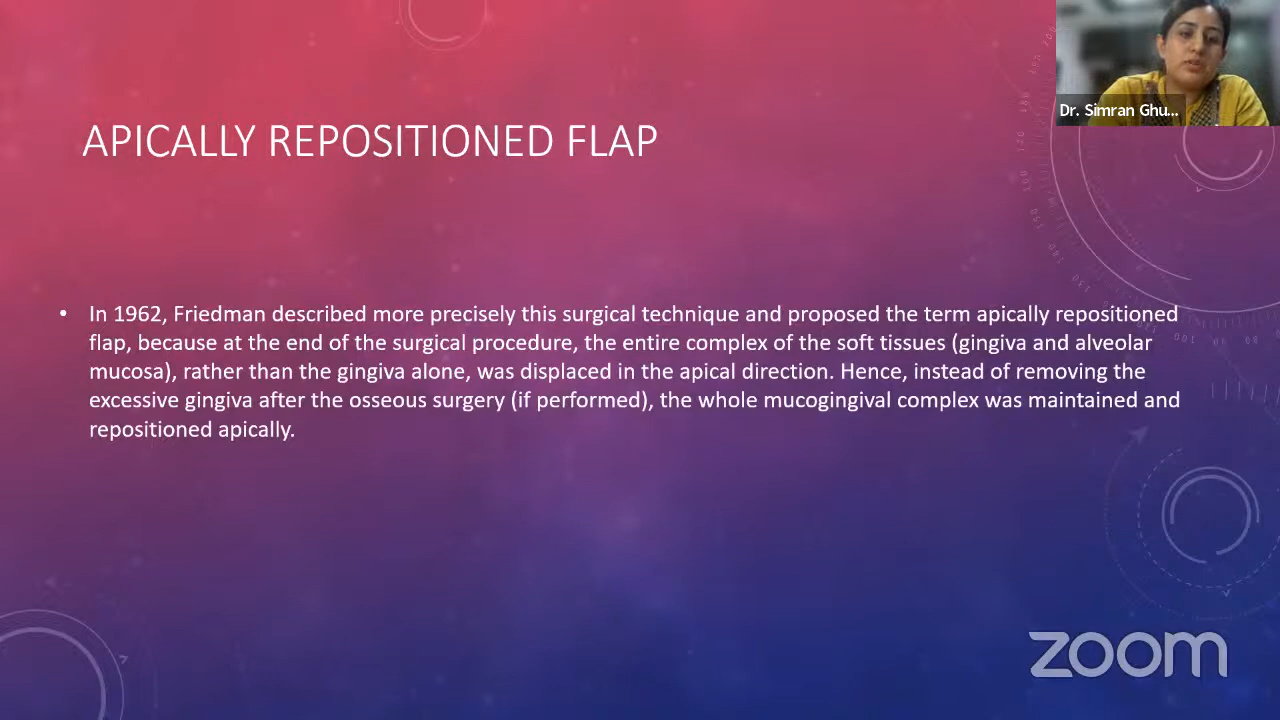 APICALLY REPOSITIONED FLAP
Dr. Simran Ghu...
• In 1962, Friedman described more precisely this surgical technique and proposed the term apically repositioned
flap, because at the end of the surgical procedure, the entire complex of the soft tissues (gingiva and alveolar
mucosa), rather than the gingiva alone, was displaced in the apical direction. Hence, instead of removing the
excessive gingiva after the osseous surgery (if performed), the whole mucogingival complex was maintained and
repositioned apically.
zoom